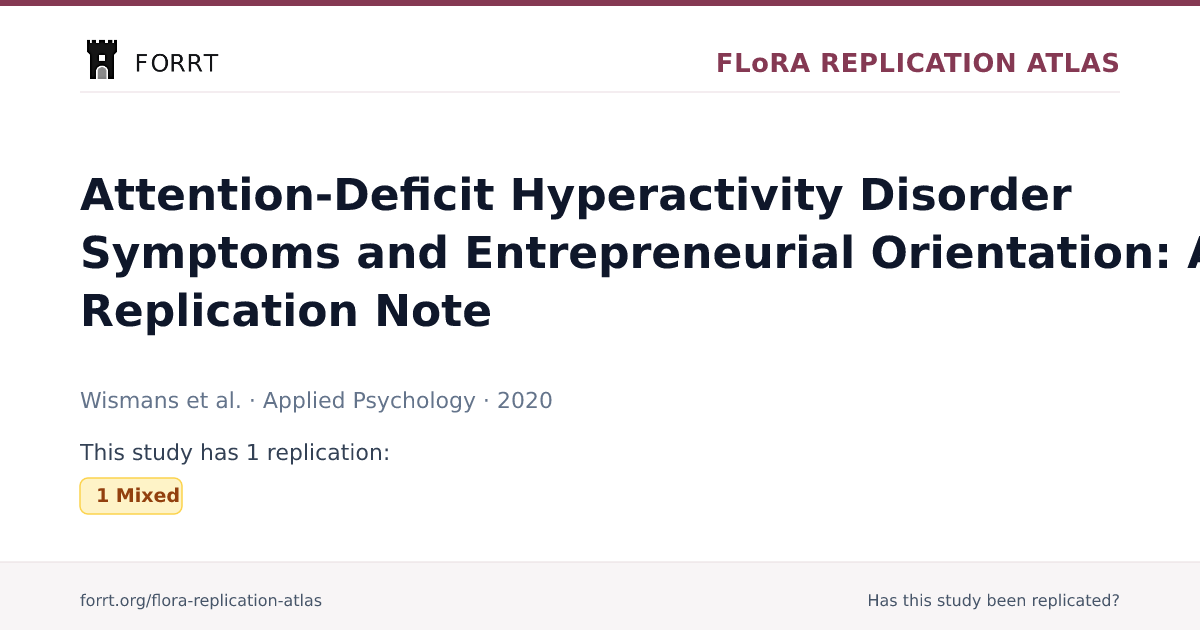 FORRT
FLoRA REPLICATION ATLAS
Attention-Deficit Hyperactivity Disorder
Symptoms and Entrepreneurial Orientation: A
Replication Note
Wismans et al. · Applied Psychology · 2020
This study has 1 replication:
1 Mixed
forrt.org/flora-replication-atlas
Has this study been replicated?